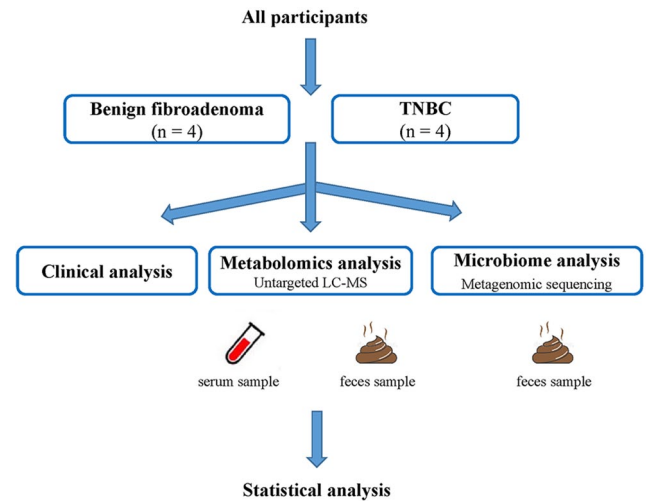 All participants
Benign fibroadenoma
(n = 4)
TNBC
(n = 4)
Clinical analysis
Metabolomics analysis
Untargeted LC-MS
Microbiome analysis
Metagenomic sequencing
serum sample
feces sample
feces sample
Statistical analysis